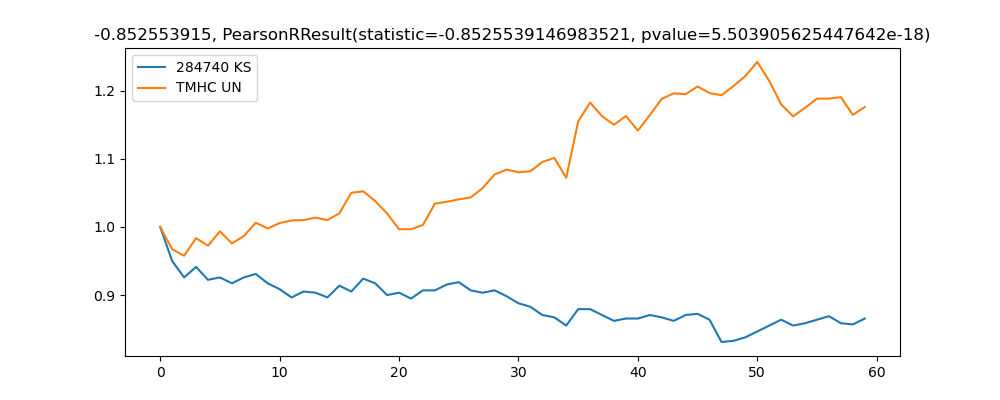 -0.852553915, PearsonRResult(statistic=-0.8525539146983521, pvalue=5.503905625447642e-18)
284740 KS
TMHC UN
1.2
1.1
1.0
0.9
0 10 20 30 40 50 60